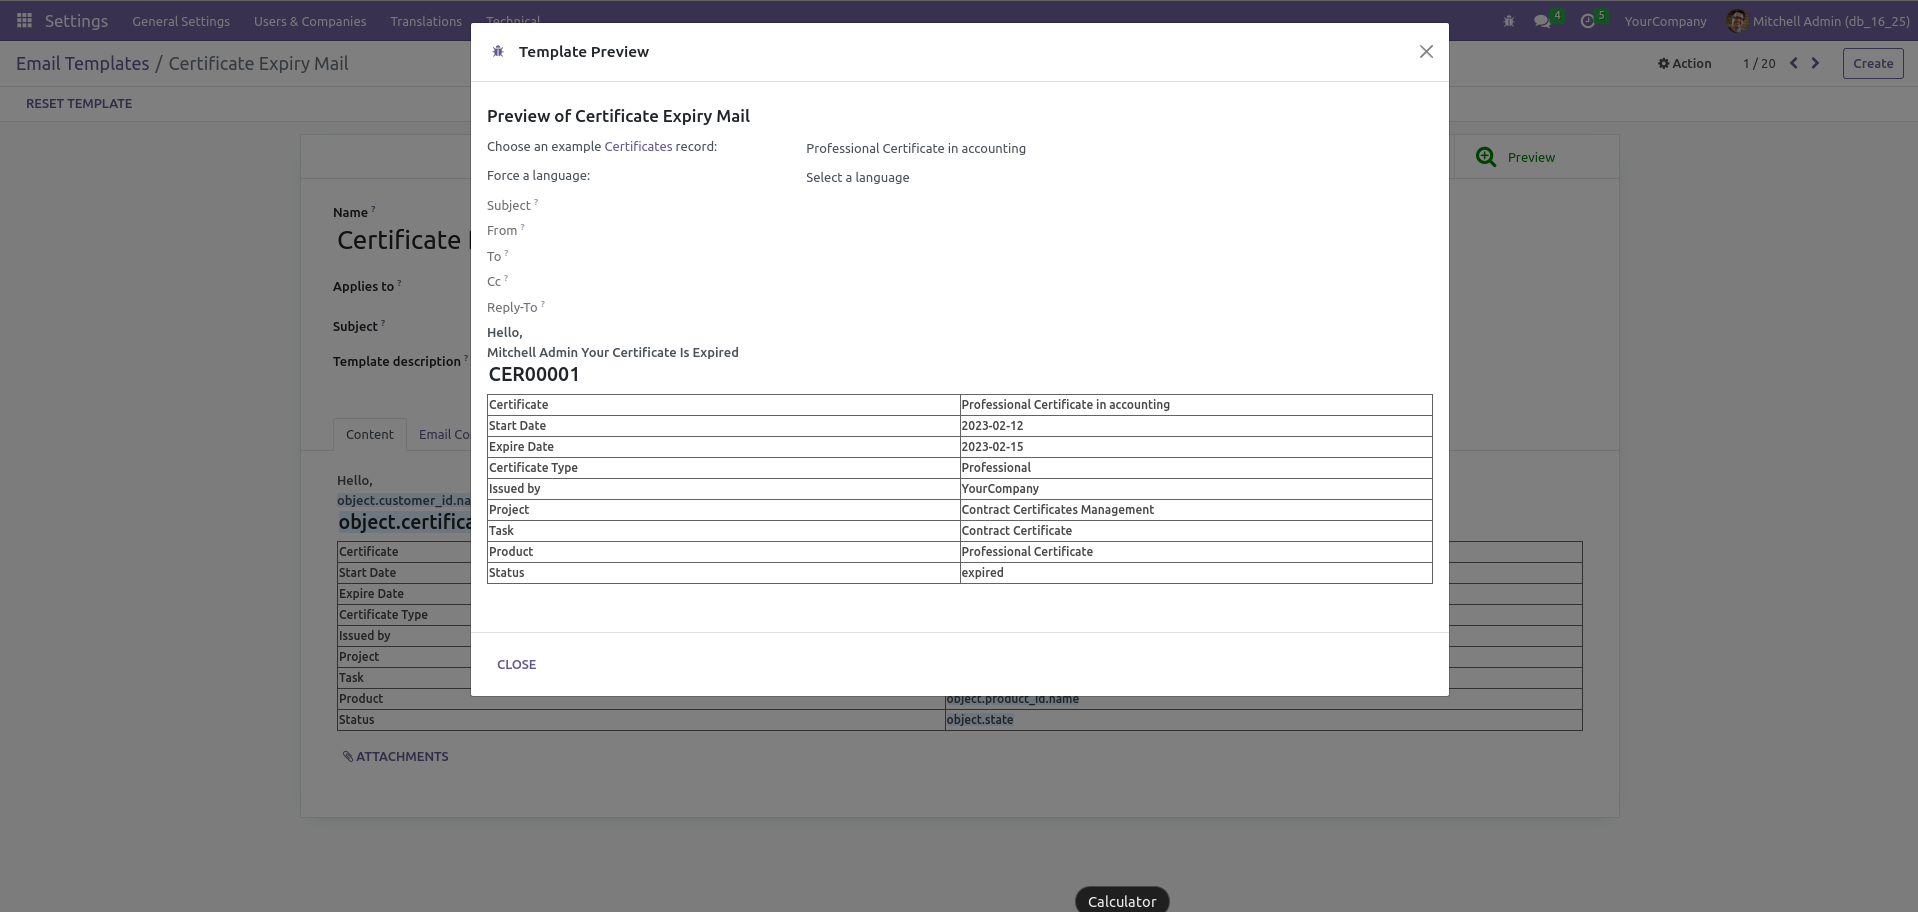 Settings General Settings Users & Companies Translations Technical 4 5 YourCompany Mitchell Admin (db_16_25)
Email Templates / Certificate Expiry Mail Action 1 / 20 Create
RESET TEMPLATE
Template Preview
Preview of Certificate Expiry Mail
Choose an example Certificates record: Professional Certificate in accounting
Force a language: Select a language
Subject ?
From ?
To ?
Cc ?
Reply-To ?
Hello,
Mitchell Admin Your Certificate Is Expired
CER00001
Certificate Professional Certificate in accounting
Start Date 2023-02-12
Expire Date 2023-02-15
Certificate Type Professional
Issued by YourCompany
Project Contract Certificates Management
Task Contract Certificate
Product Professional Certificate
Status expired
CLOSE
Preview
Name ?
Certificate
Applies to ?
Subject ?
Template description ?
Content Email Co
Hello,
object.customer_id.na
object.certifica
Certificate
Start Date
Expire Date
Certificate Type
Issued by
Project
Task
Product object.product_id.name
Status object.state
ATTACHMENTS
Calculator